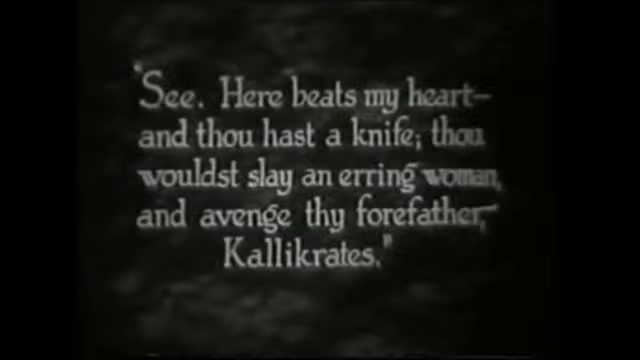 "See. Here beats my heart—
and thou hast a knife; thou
wouldst slay an erring woman,
and avenge thy forefather,
Kallikrates."